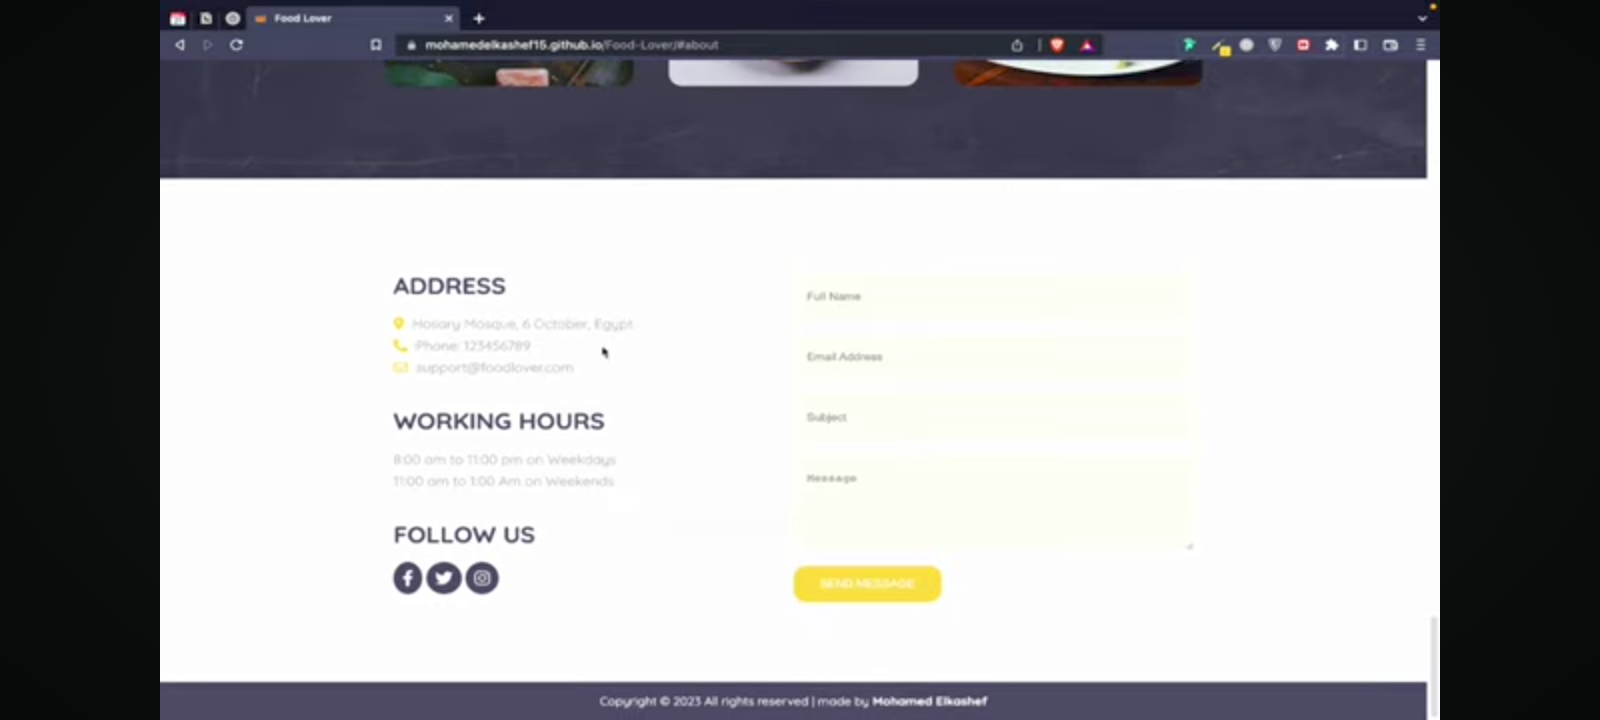 Food Lover
mohamedelkashef15.github.io/Food-Lover/#about
ADDRESS
Hosary Mosque, 6 October, Egypt
Phone: 123456789
support@foodlover.com
WORKING HOURS
8:00 am to 11:00 pm on Weekdays
11:00 am to 1:00 Am on Weekends
FOLLOW US
Full Name
Email Address
Subject
Message
SEND MESSAGE
Copyright © 2023 All rights reserved | made by Mohamed Elkashef